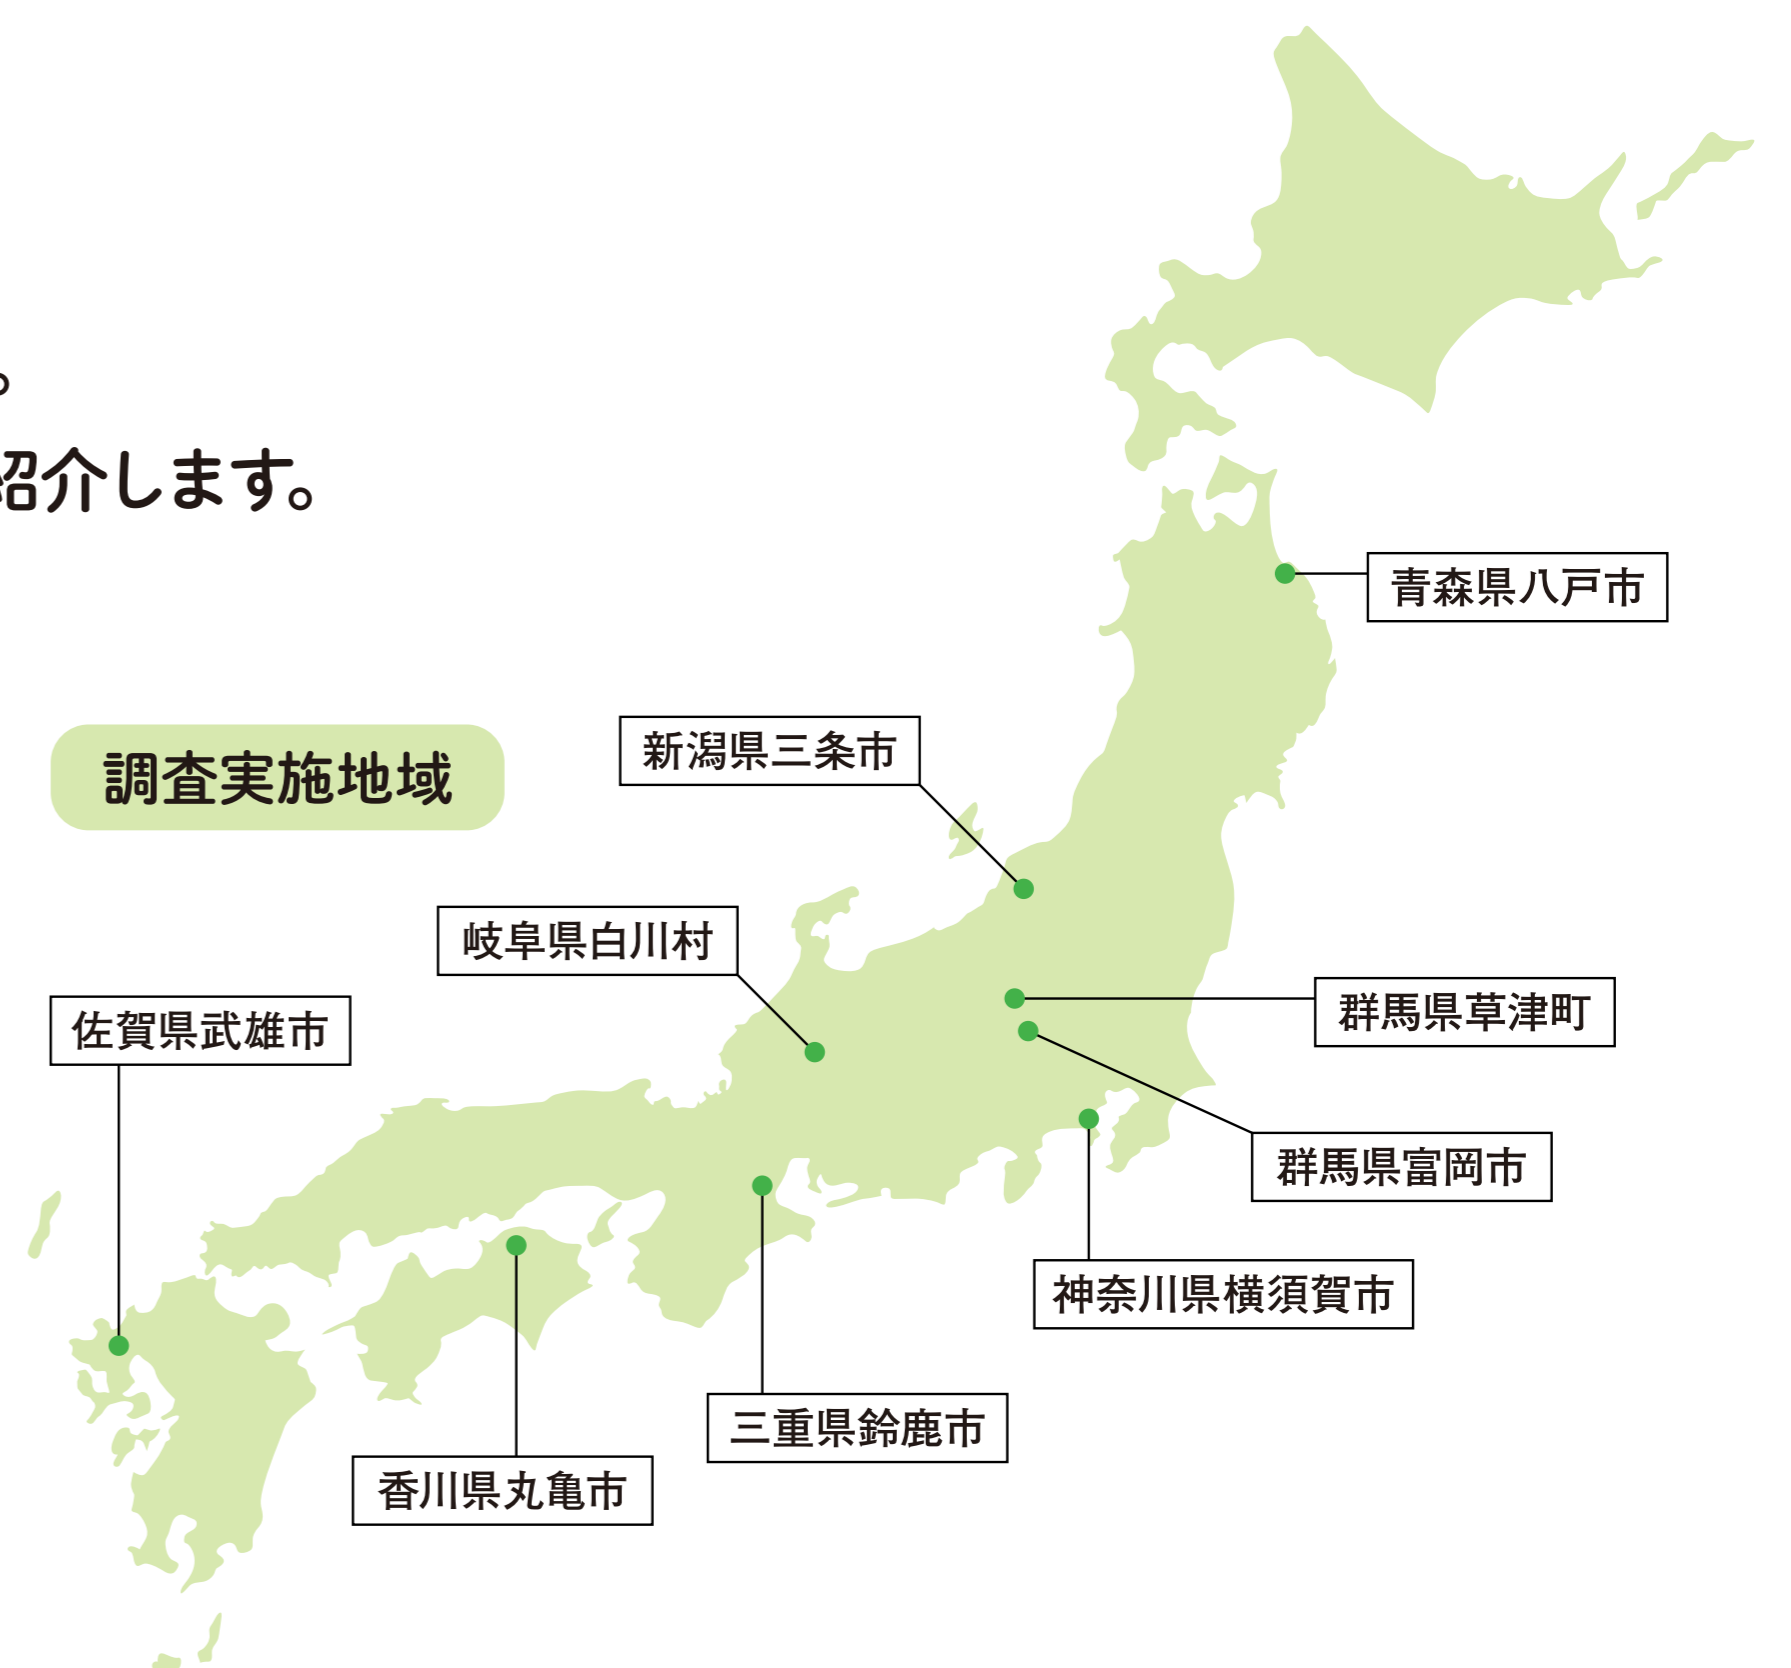 。
紹介します。
調査実施地域
青森県八戸市
新潟県三条市
岐阜県白川村
佐賀県武雄市
群馬県草津町
群馬県富岡市
神奈川県横須賀市
三重県鈴鹿市
香川県丸亀市